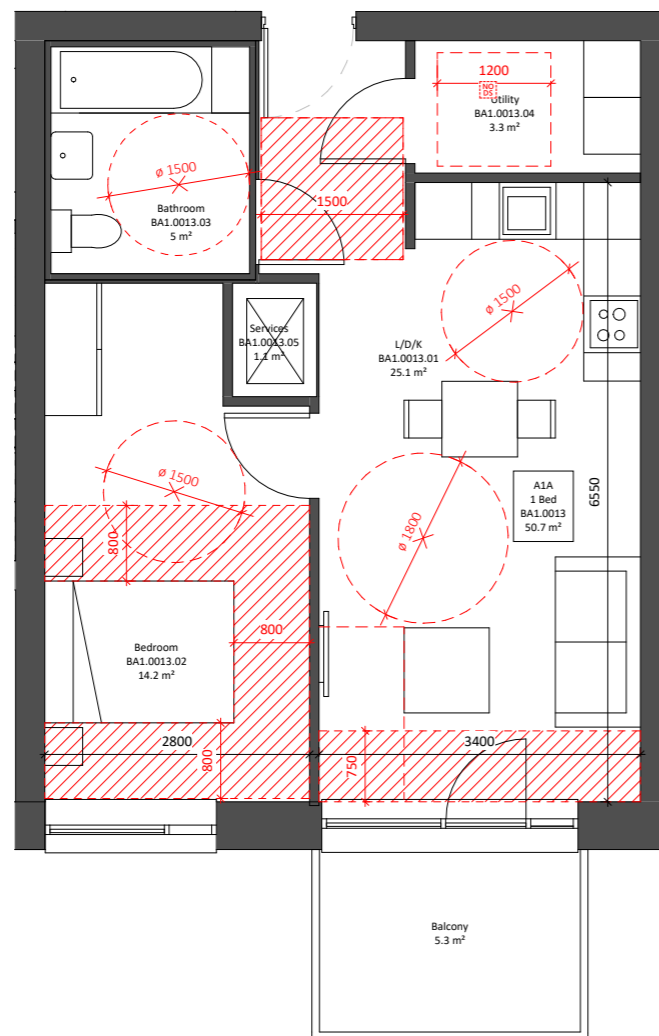 1200
NO
DS
Utility
BA1.0013.04
3.3 m²
ø 1500
Bathroom
BA1.0013.03
5 m²
1500
ø 1500
Services
BA1.0013.05
1.1 m²
L/D/K
BA1.0013.01
25.1 m²
ø 1500
A1A
1 Bed
BA1.0013
50.7 m²
6550
ø 1800
800
800
Bedroom
BA1.0013.02
14.2 m²
2800
800
750
3400
Balcony
5.3 m²